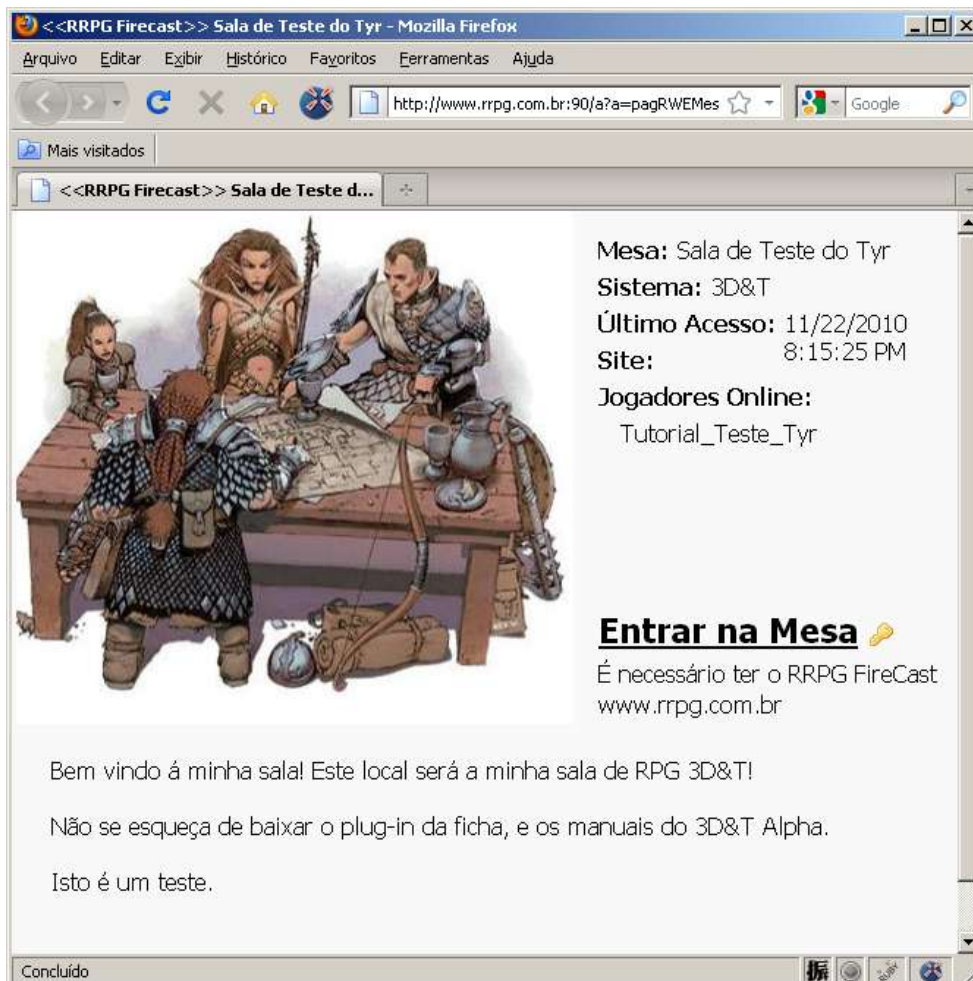 <<RRPG Firecast>> Sala de Teste do Tyr - Mozilla Firefox
Arquivo Editar Exibir Histórico Favoritos Ferramentas Ajuda
http://www.rrpg.com.br:90/a?a=pagRWEMes Google
Mais visitados
<<RRPG Firecast>> Sala de Teste d...
Mesa: Sala de Teste do Tyr
Sistema: 3D&T
Último Acesso: 11/22/2010
8:15:25 PM
Site:
Jogadores Online:
Tutorial_Teste_Tyr
Entrar na Mesa
É necessário ter o RRPG FireCast
www.rrpg.com.br
Bem vindo á minha sala! Este local será a minha sala de RPG 3D&T!
Não se esqueça de baixar o plug-in da ficha, e os manuais do 3D&T Alpha.
Isto é um teste.
Concluído 振